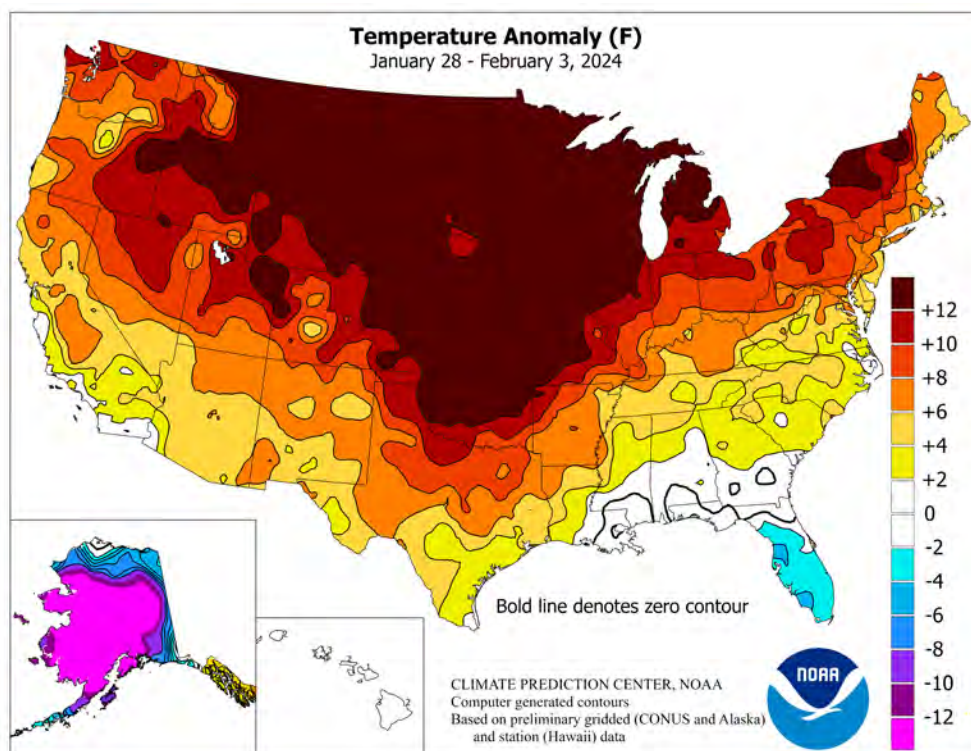 Temperature Anomaly (F)
January 28 - February 3, 2024
+12
+10
+8
+6
+4
+2
0
-2
-4
-6
-8
-10
-12
Bold line denotes zero contour
CLIMATE PREDICTION CENTER, NOAA
Computer generated contours
Based on preliminary gridded (CONUS and Alaska)
and station (Hawaii) data
NOAA